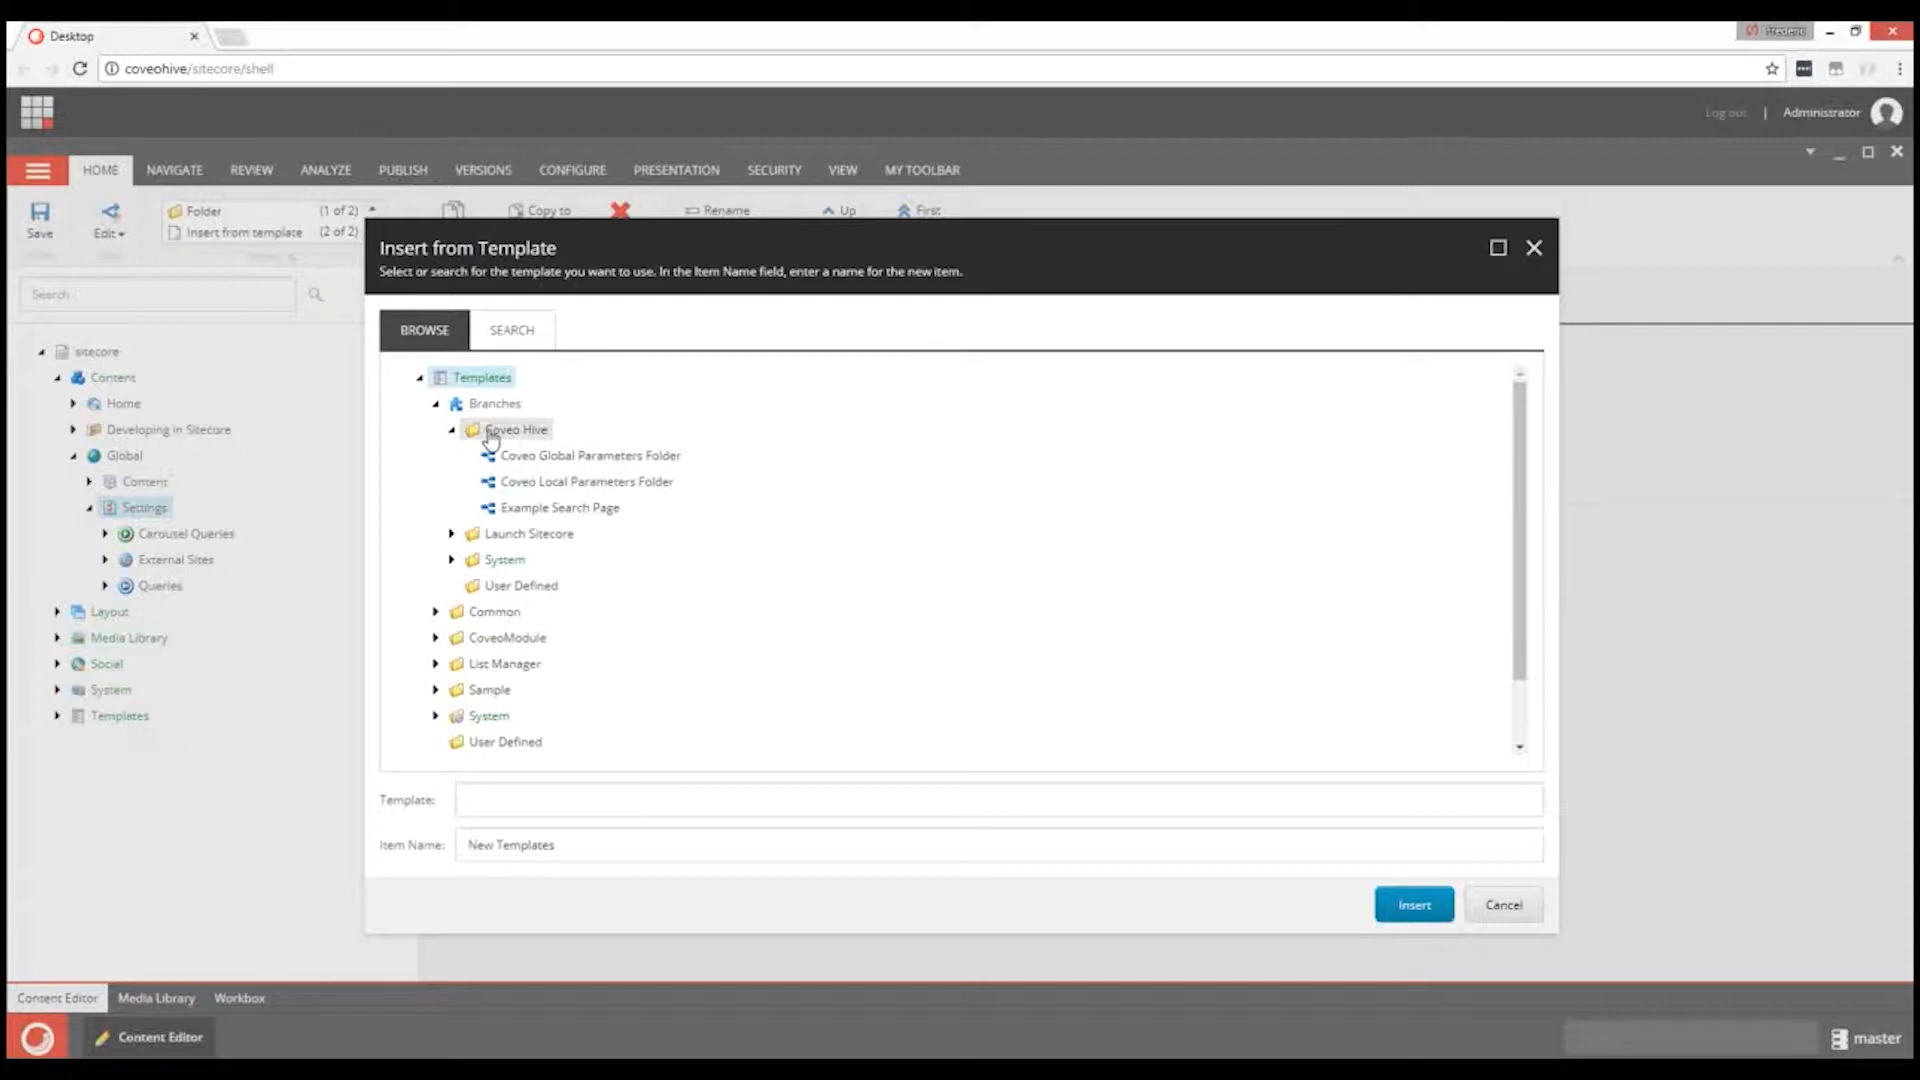 Desktop
Frederic
coveohive/sitecore/shell
Log out | Administrator
HOME NAVIGATE REVIEW ANALYZE PUBLISH VERSIONS CONFIGURE PRESENTATION SECURITY VIEW MY TOOLBAR
Save
Edit
Folder (1 of 2)
Insert from template (2 of 2)
Copy to
Rename
Up
First
Search
sitecore
Content
Home
Developing in Sitecore
Global
Content
Settings
Carousel Queries
External Sites
Queries
Layout
Media Library
Social
System
Templates
Insert from Template
Select or search for the template you want to use. In the Item Name field, enter a name for the new item.
BROWSE SEARCH
Templates
Branches
Coveo Hive
Coveo Global Parameters Folder
Coveo Local Parameters Folder
Example Search Page
Launch Sitecore
System
User Defined
Common
CoveoModule
List Manager
Sample
System
User Defined
Template:
Item Name: New Templates
Insert Cancel
Content Editor Media Library Workbox
Content Editor
master